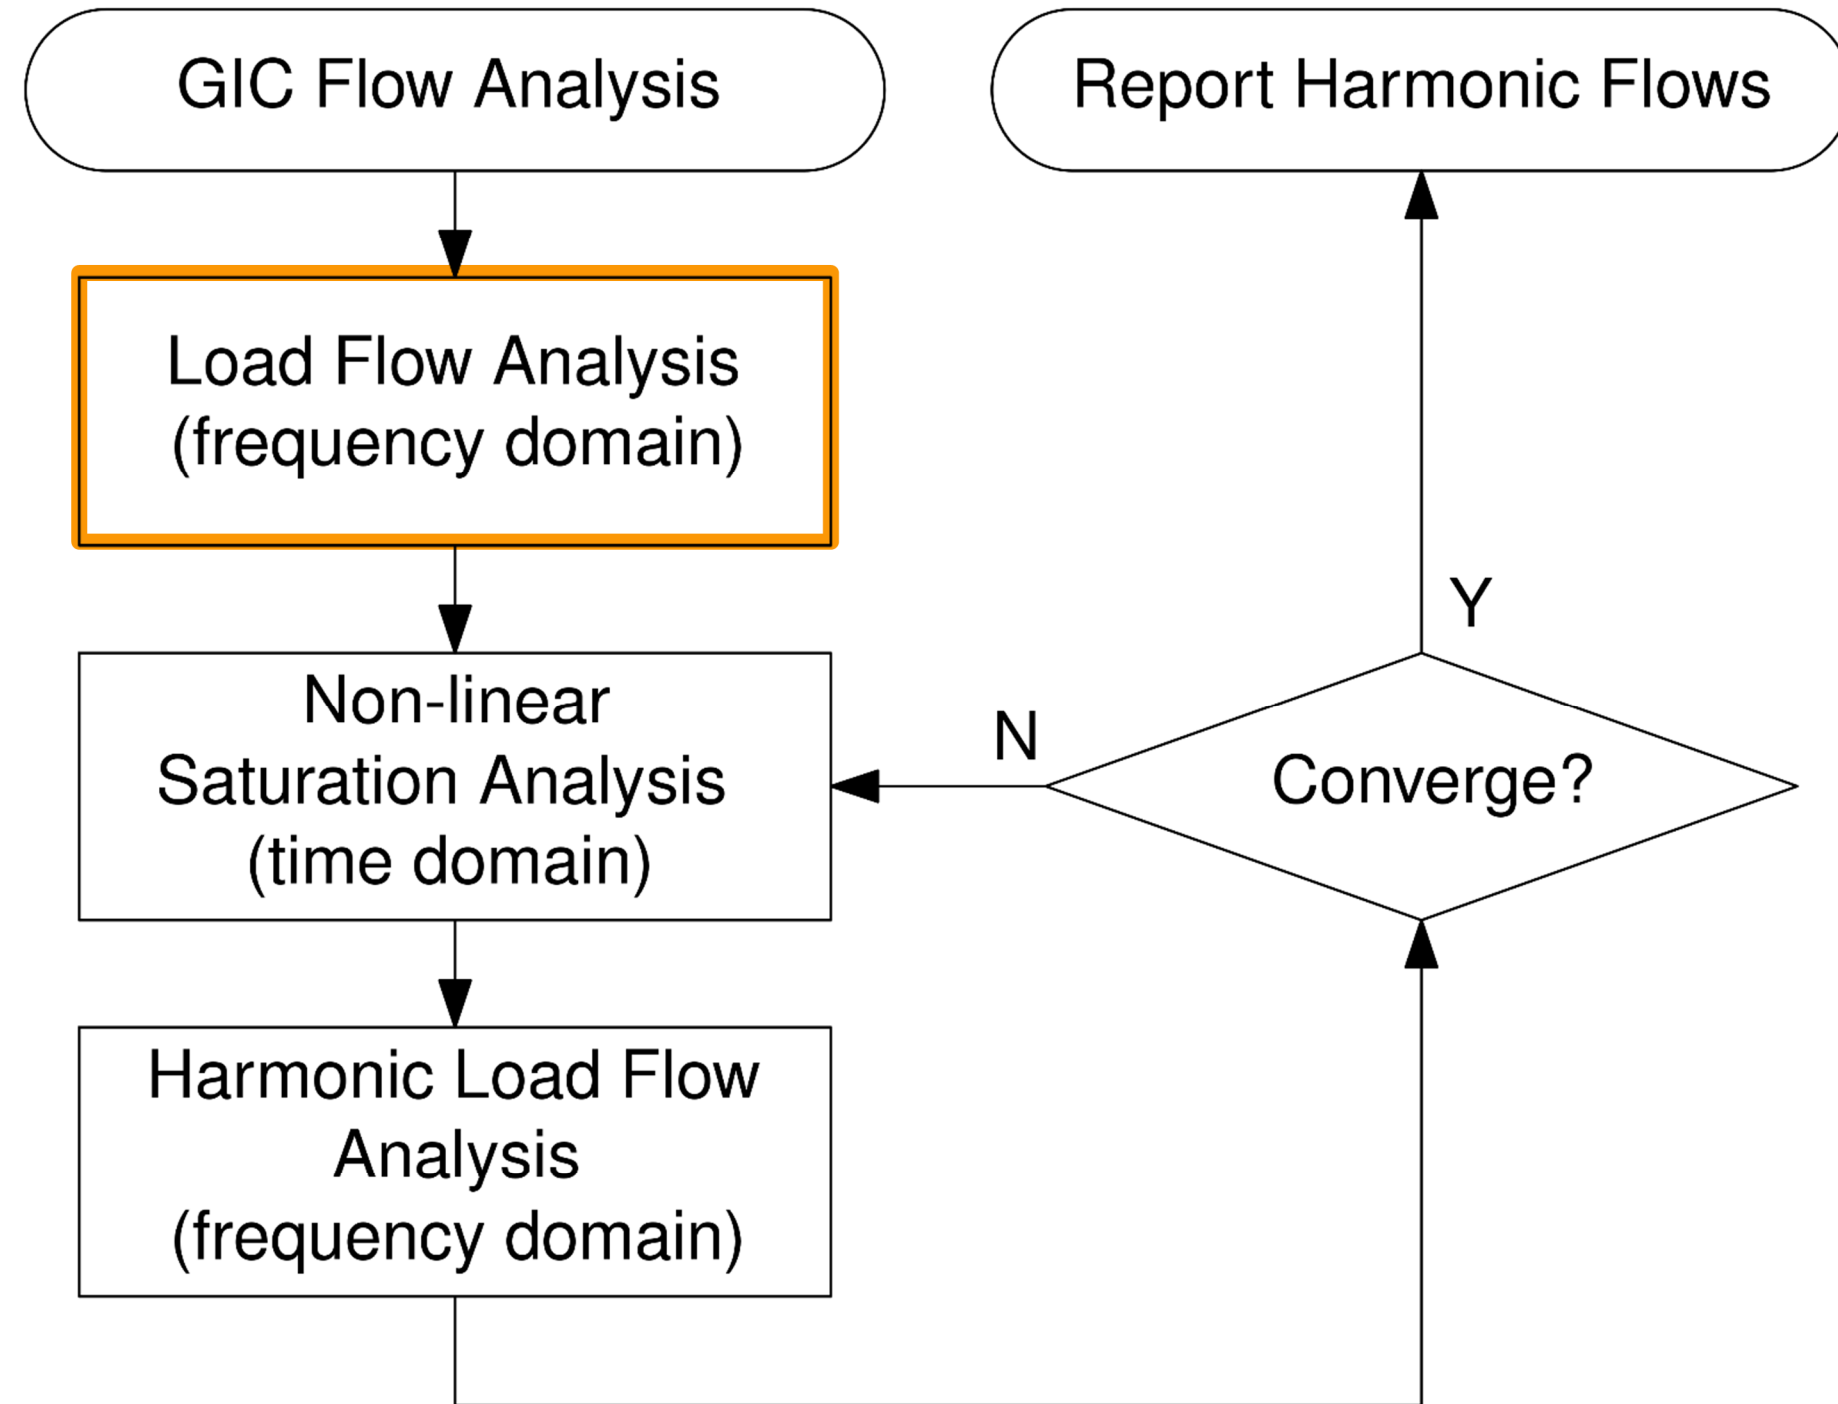 GIC Flow Analysis
Load Flow Analysis
(frequency domain)
Non-linear
Saturation Analysis
(time domain)
Harmonic Load Flow
Analysis
(frequency domain)
Report Harmonic Flows
Y
N
Converge?